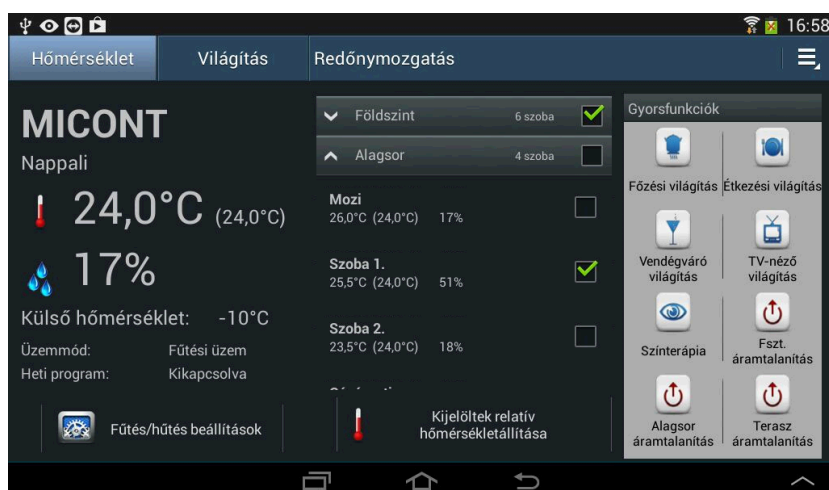 16:58
Hőmérséklet
Világítás
Redőnymozgatás
MICONT
Nappali
24,0°C (24,0°C)
17%
Külső hőmérséklet: -10°C
Üzemmód: Fűtési üzem
Heti program: Kikapcsolva
Fűtés/hűtés beállítások
Földszint 6 szoba
Alagsor 4 szoba
Mozi
26,0°C (24,0°C) 17%
Szoba 1.
25,5°C (24,0°C) 51%
Szoba 2.
23,5°C (24,0°C) 18%
Kijelöltek relatív
hőmérsékletállítása
Gyorsfunkciók
Főzési világítás
Étkezési világítás
Vendégváró
világítás
TV-néző
világítás
Színterápia
Fszt.
áramtalanítás
Alagsor
áramtalanítás
Terasz
áramtalanítás